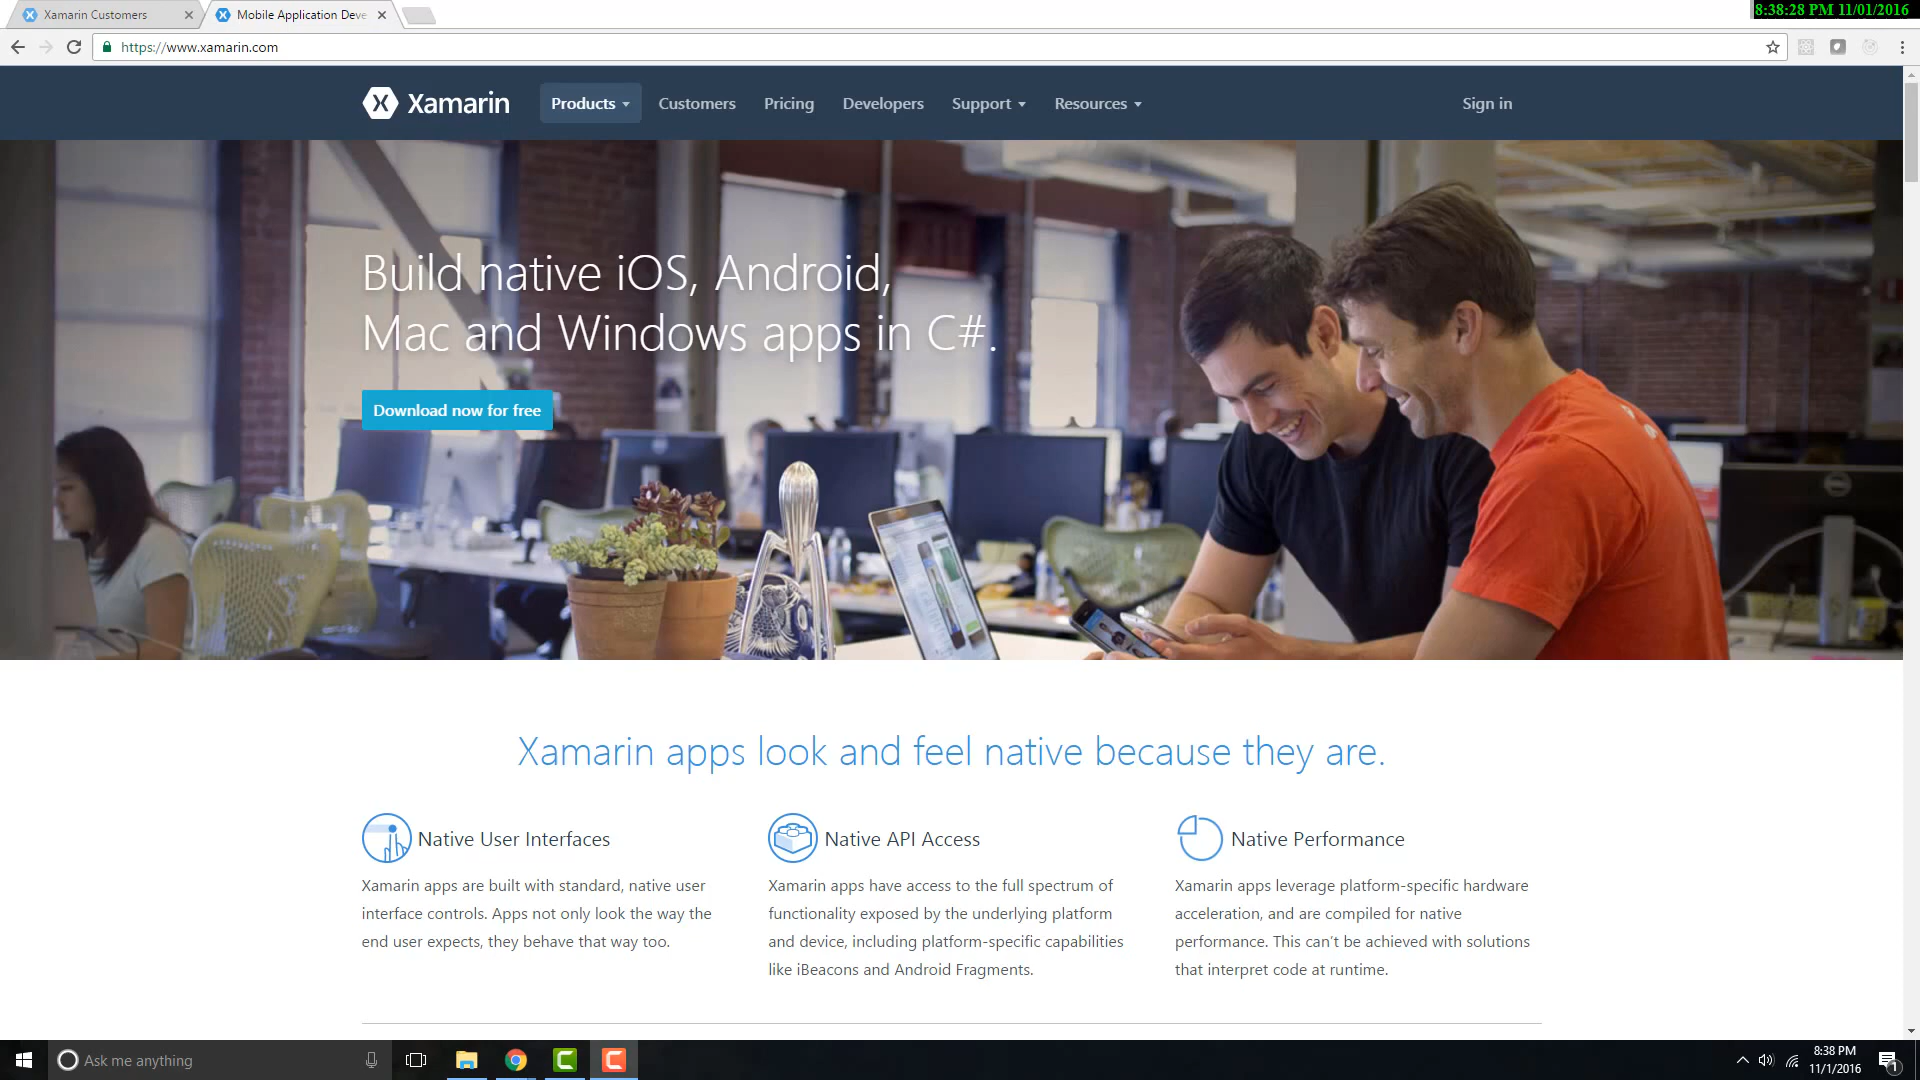 Xamarin Customers
Mobile Application Deve
8:38:28 PM 11/01/2016
https://www.xamarin.com
Xamarin
Products
Customers
Pricing
Developers
Support
Resources
Sign in
Build native iOS, Android,
Mac and Windows apps in C#.
Download now for free
Xamarin apps look and feel native because they are.
Native User Interfaces
Xamarin apps are built with standard, native user
interface controls. Apps not only look the way the
end user expects, they behave that way too.
Native API Access
Xamarin apps have access to the full spectrum of
functionality exposed by the underlying platform
and device, including platform-specific capabilities
like iBeacons and Android Fragments.
Native Performance
Xamarin apps leverage platform-specific hardware
acceleration, and are compiled for native
performance. This can't be achieved with solutions
that interpret code at runtime.
Ask me anything
8:38 PM
11/1/2016
1